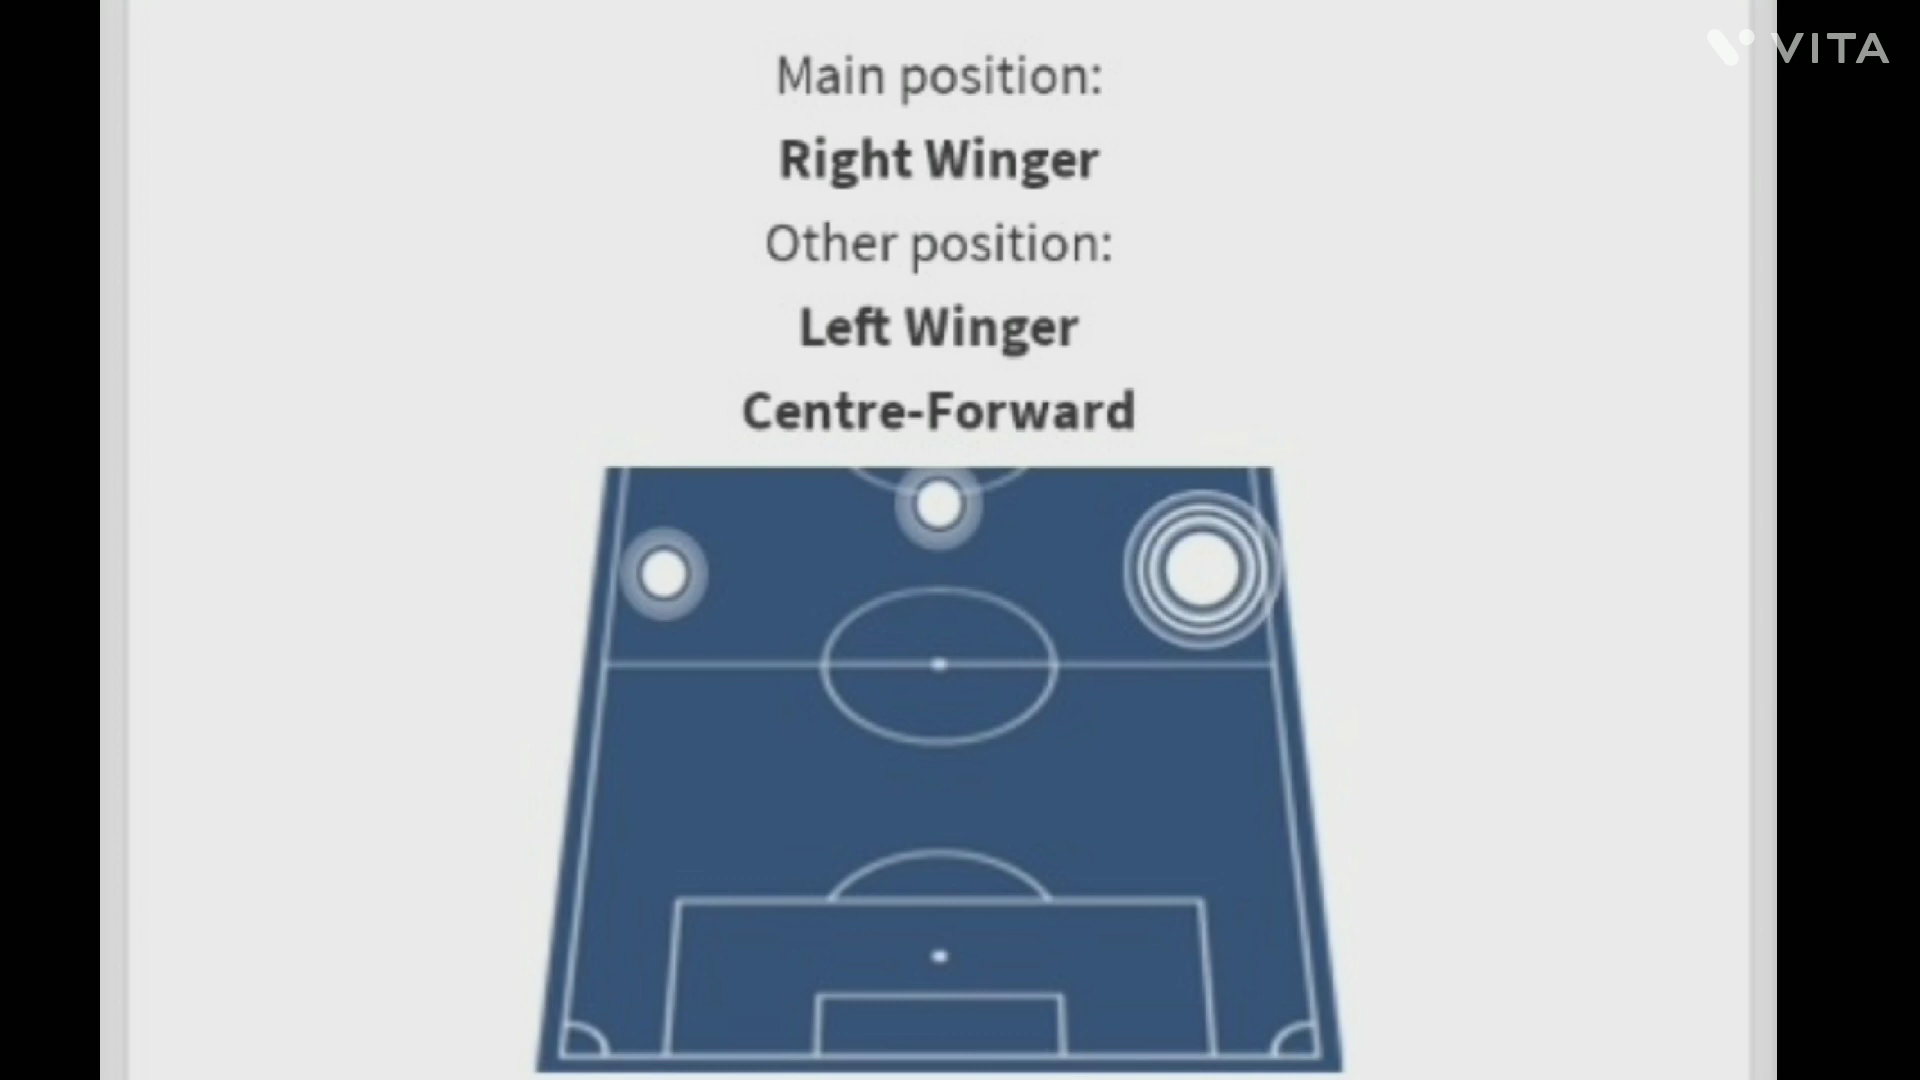 VITA
Main position:
Right Winger
Other position:
Left Winger
Centre-Forward